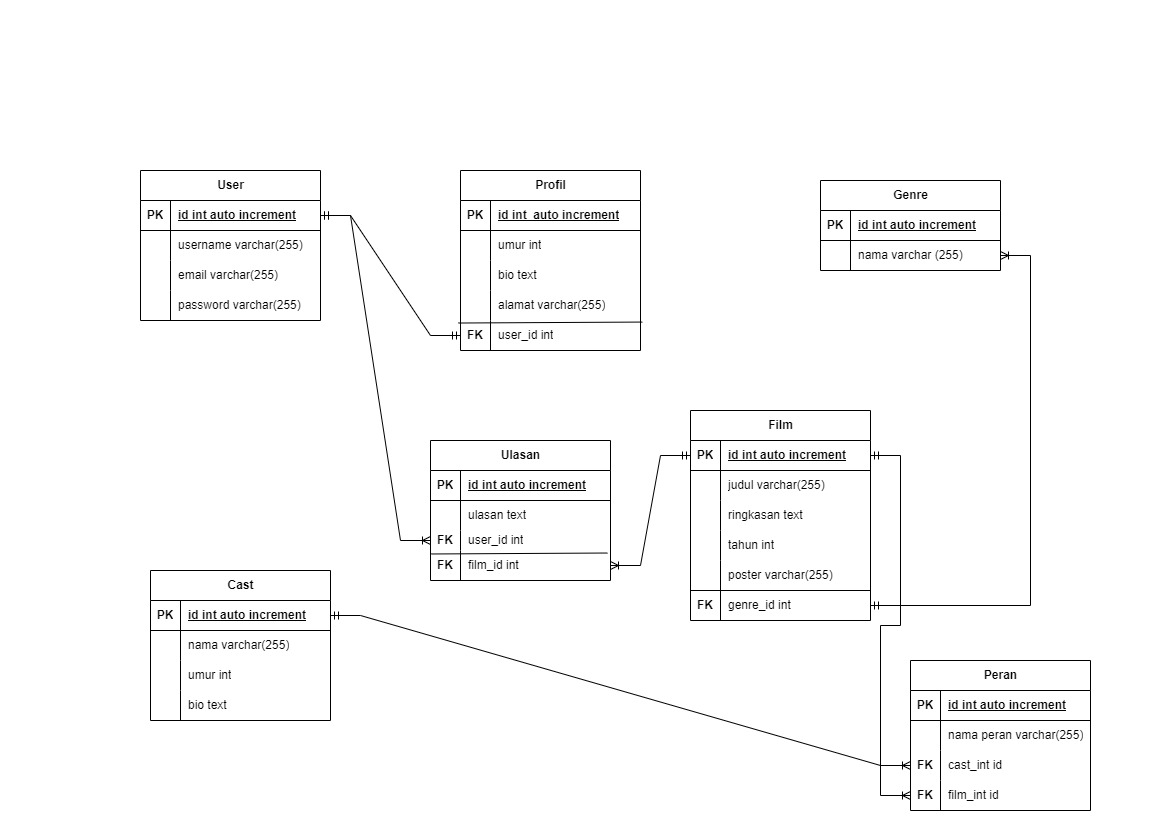 User
PK id int auto increment
username varchar(255)
email varchar(255)
password varchar(255)
Profil
PK id int  auto increment
umur int
bio text
alamat varchar(255)
FK user_id int
Genre
PK id int auto increment
nama varchar (255)
Ulasan
PK id int auto increment
ulasan text
FK user_id int
FK film_id int
Film
PK id int auto increment
judul varchar(255)
ringkasan text
tahun int
poster varchar(255)
FK genre_id int
Cast
PK id int auto increment
nama varchar(255)
umur int
bio text
Peran
PK id int auto increment
nama peran varchar(255)
FK cast_int id
FK film_int id